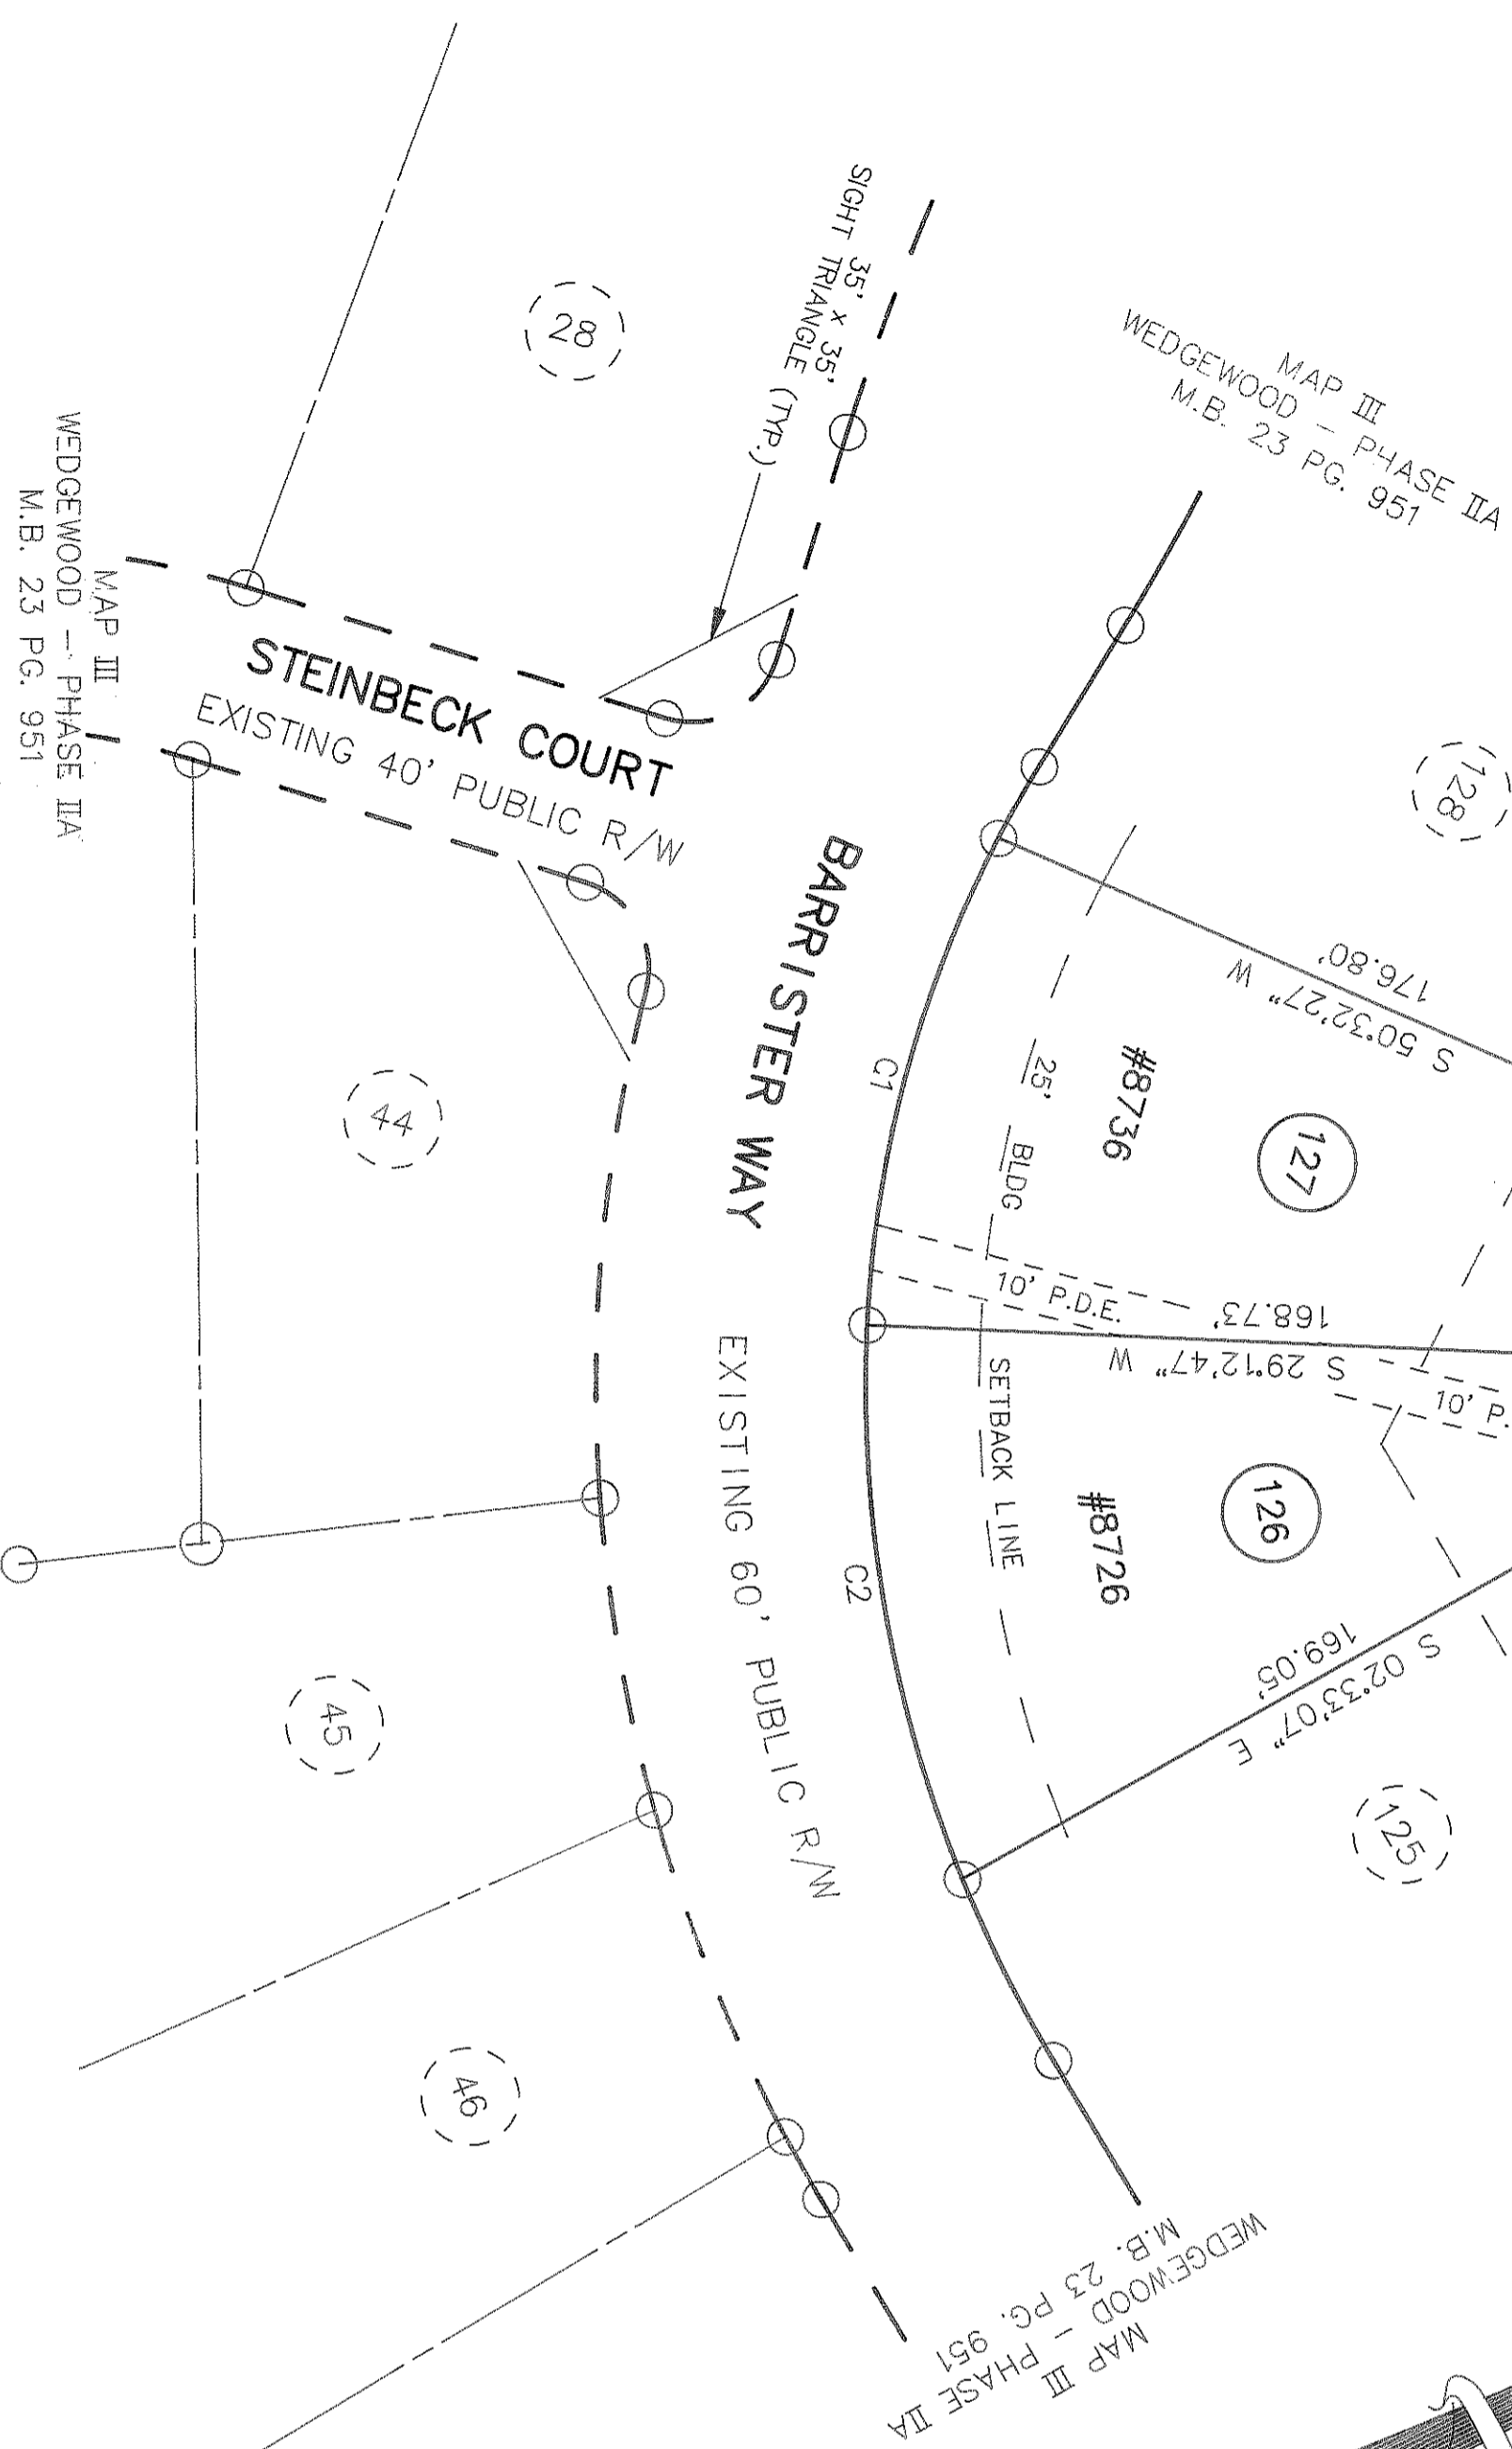 MAP III
WEDGEWOOD - PHASE IIA
M.B. 23 PG. 951
128
S 50°32'27" W
176.80'
127
#8736
25' BLDG SETBACK LINE
C1
10' P.D.E.
S 29°12'47" W
168.73'
10' P.
126
#8726
C2
S 02°33'07" E
169.05'
125
BARRISTER WAY
EXISTING 60' PUBLIC R/W
35' x 35'
SIGHT TRIANGLE (TYP.)
28
STEINBECK COURT
EXISTING 40' PUBLIC R/W
44
45
46
MAP III
WEDGEWOOD - PHASE IIA
M.B. 23 PG. 951
MAP III
WEDGEWOOD - PHASE IIA
M.B. 23 PG. 951